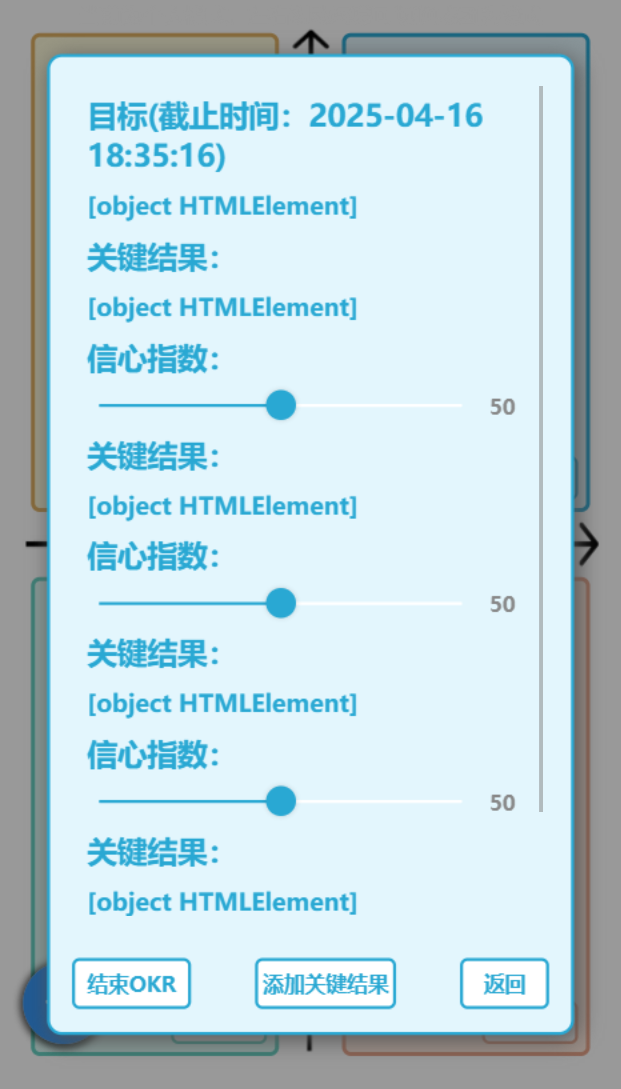 目标(截止时间：2025-04-16
18:35:16)
[object HTMLElement]
关键结果：
[object HTMLElement]
信心指数：
50
关键结果：
[object HTMLElement]
信心指数：
50
关键结果：
[object HTMLElement]
信心指数：
50
关键结果：
[object HTMLElement]
结束OKR
添加关键结果
返回